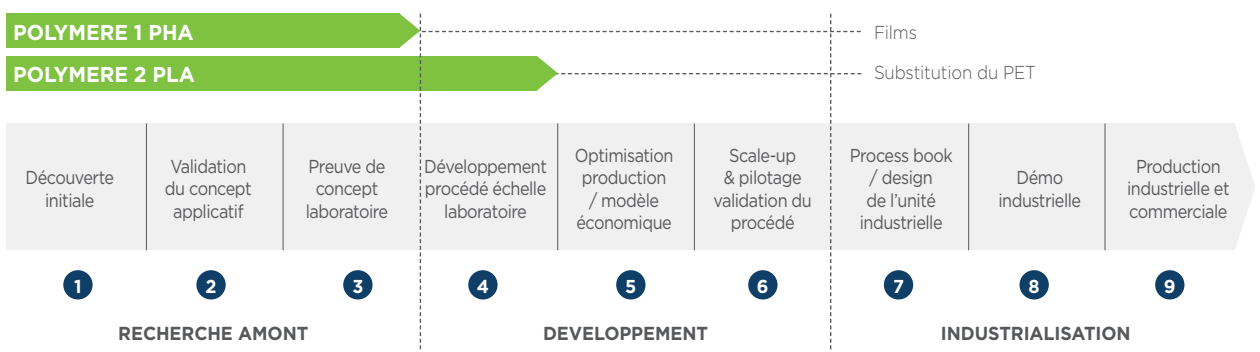 POLYMERE 1 PHA
Films
POLYMERE 2 PLA
Substitution du PET
Découverte
initiale
Validation
du concept
applicatif
Preuve de
concept
laboratoire
Développement
procédé échelle
laboratoire
Optimisation
production
/ modèle
économique
Scale-up
& pilotage
validation du
procédé
Process book
/ design
de l'unité
industrielle
Démo
industrielle
Production
industrielle et
commerciale
1
2
3
4
5
6
7
8
9
RECHERCHE AMONT
DEVELOPPEMENT
INDUSTRIALISATION